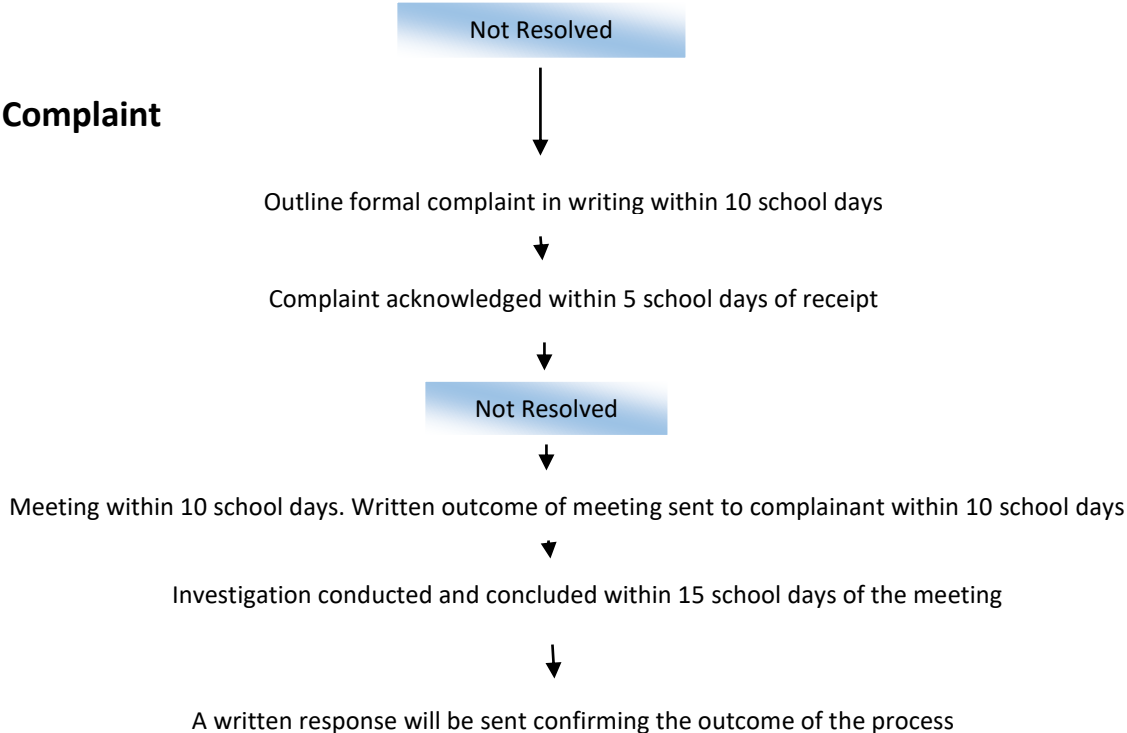 Not Resolved
Complaint
Outline formal complaint in writing within 10 school days
Complaint acknowledged within 5 school days of receipt
Not Resolved
Meeting within 10 school days. Written outcome of meeting sent to complainant within 10 school days
Investigation conducted and concluded within 15 school days of the meeting
A written response will be sent confirming the outcome of the process